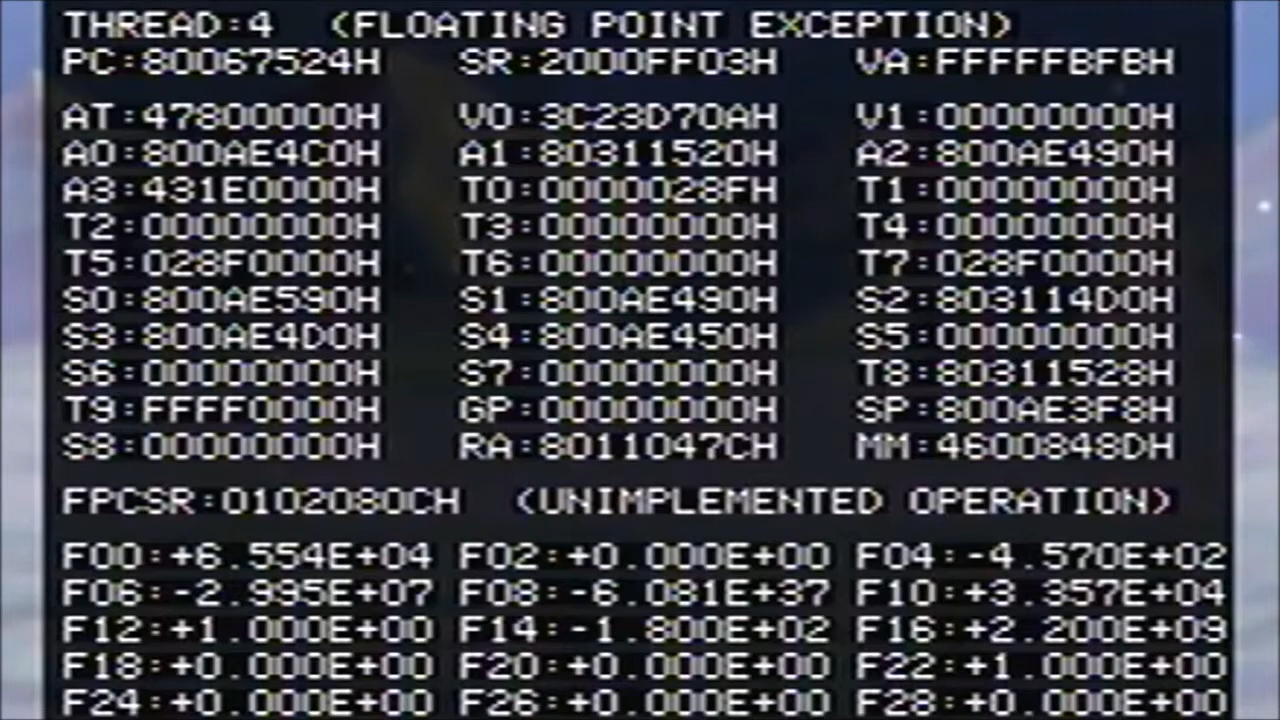 THREAD:4 (FLOATING POINT EXCEPTION)
PC:80067524H SR:2000FF03H VA:FFFFFBFBH
AT:47800000H V0:3C23D70AH V1:00000000H
A0:800AE4C0H A1:80311520H A2:800AE490H
A3:431E0000H T0:0000028FH T1:00000000H
T2:00000000H T3:00000000H T4:00000000H
T5:028F0000H T6:00000000H T7:028F0000H
S0:800AE590H S1:800AE490H S2:803114D0H
S3:800AE4D0H S4:800AE450H S5:00000000H
S6:00000000H S7:00000000H T8:80311528H
T9:FFFF0000H GP:00000000H SP:800AE3F8H
S8:00000000H RA:8011047CH MM:4600848DH
FPCSR:0102080CH (UNIMPLEMENTED OPERATION)
F00:+6.554E+04 F02:+0.000E+00 F04:-4.570E+02
F06:-2.995E+07 F08:-6.081E+37 F10:+3.357E+04
F12:+1.000E+00 F14:-1.800E+02 F16:+2.200E+09
F18:+0.000E+00 F20:+0.000E+00 F22:+1.000E+00
F24:+0.000E+00 F26:+0.000E+00 F28:+0.000E+00